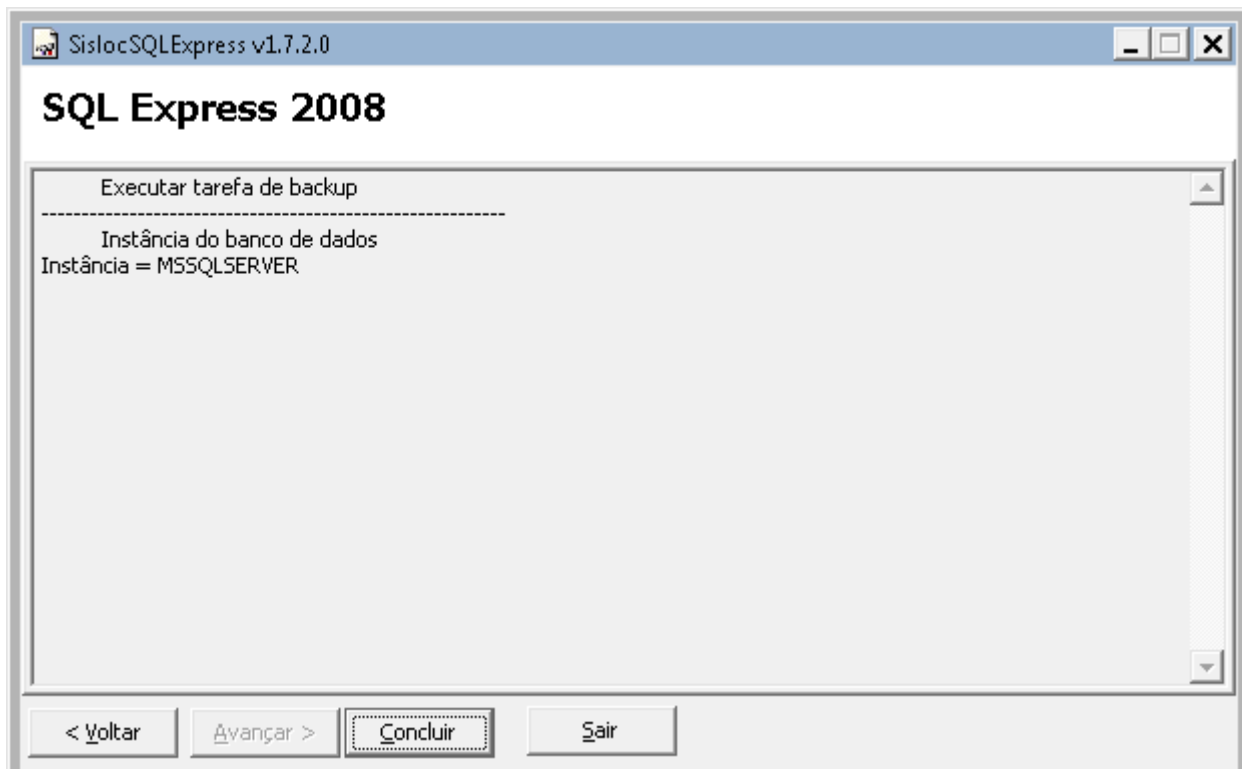 SislocSQLExpress v1.7.2.0
SQL Express 2008
Executar tarefa de backup
----------------------------------------------------------
Instância do banco de dados
Instância = MSSQLSERVER
< Voltar
Avançar >
Concluir
Sair